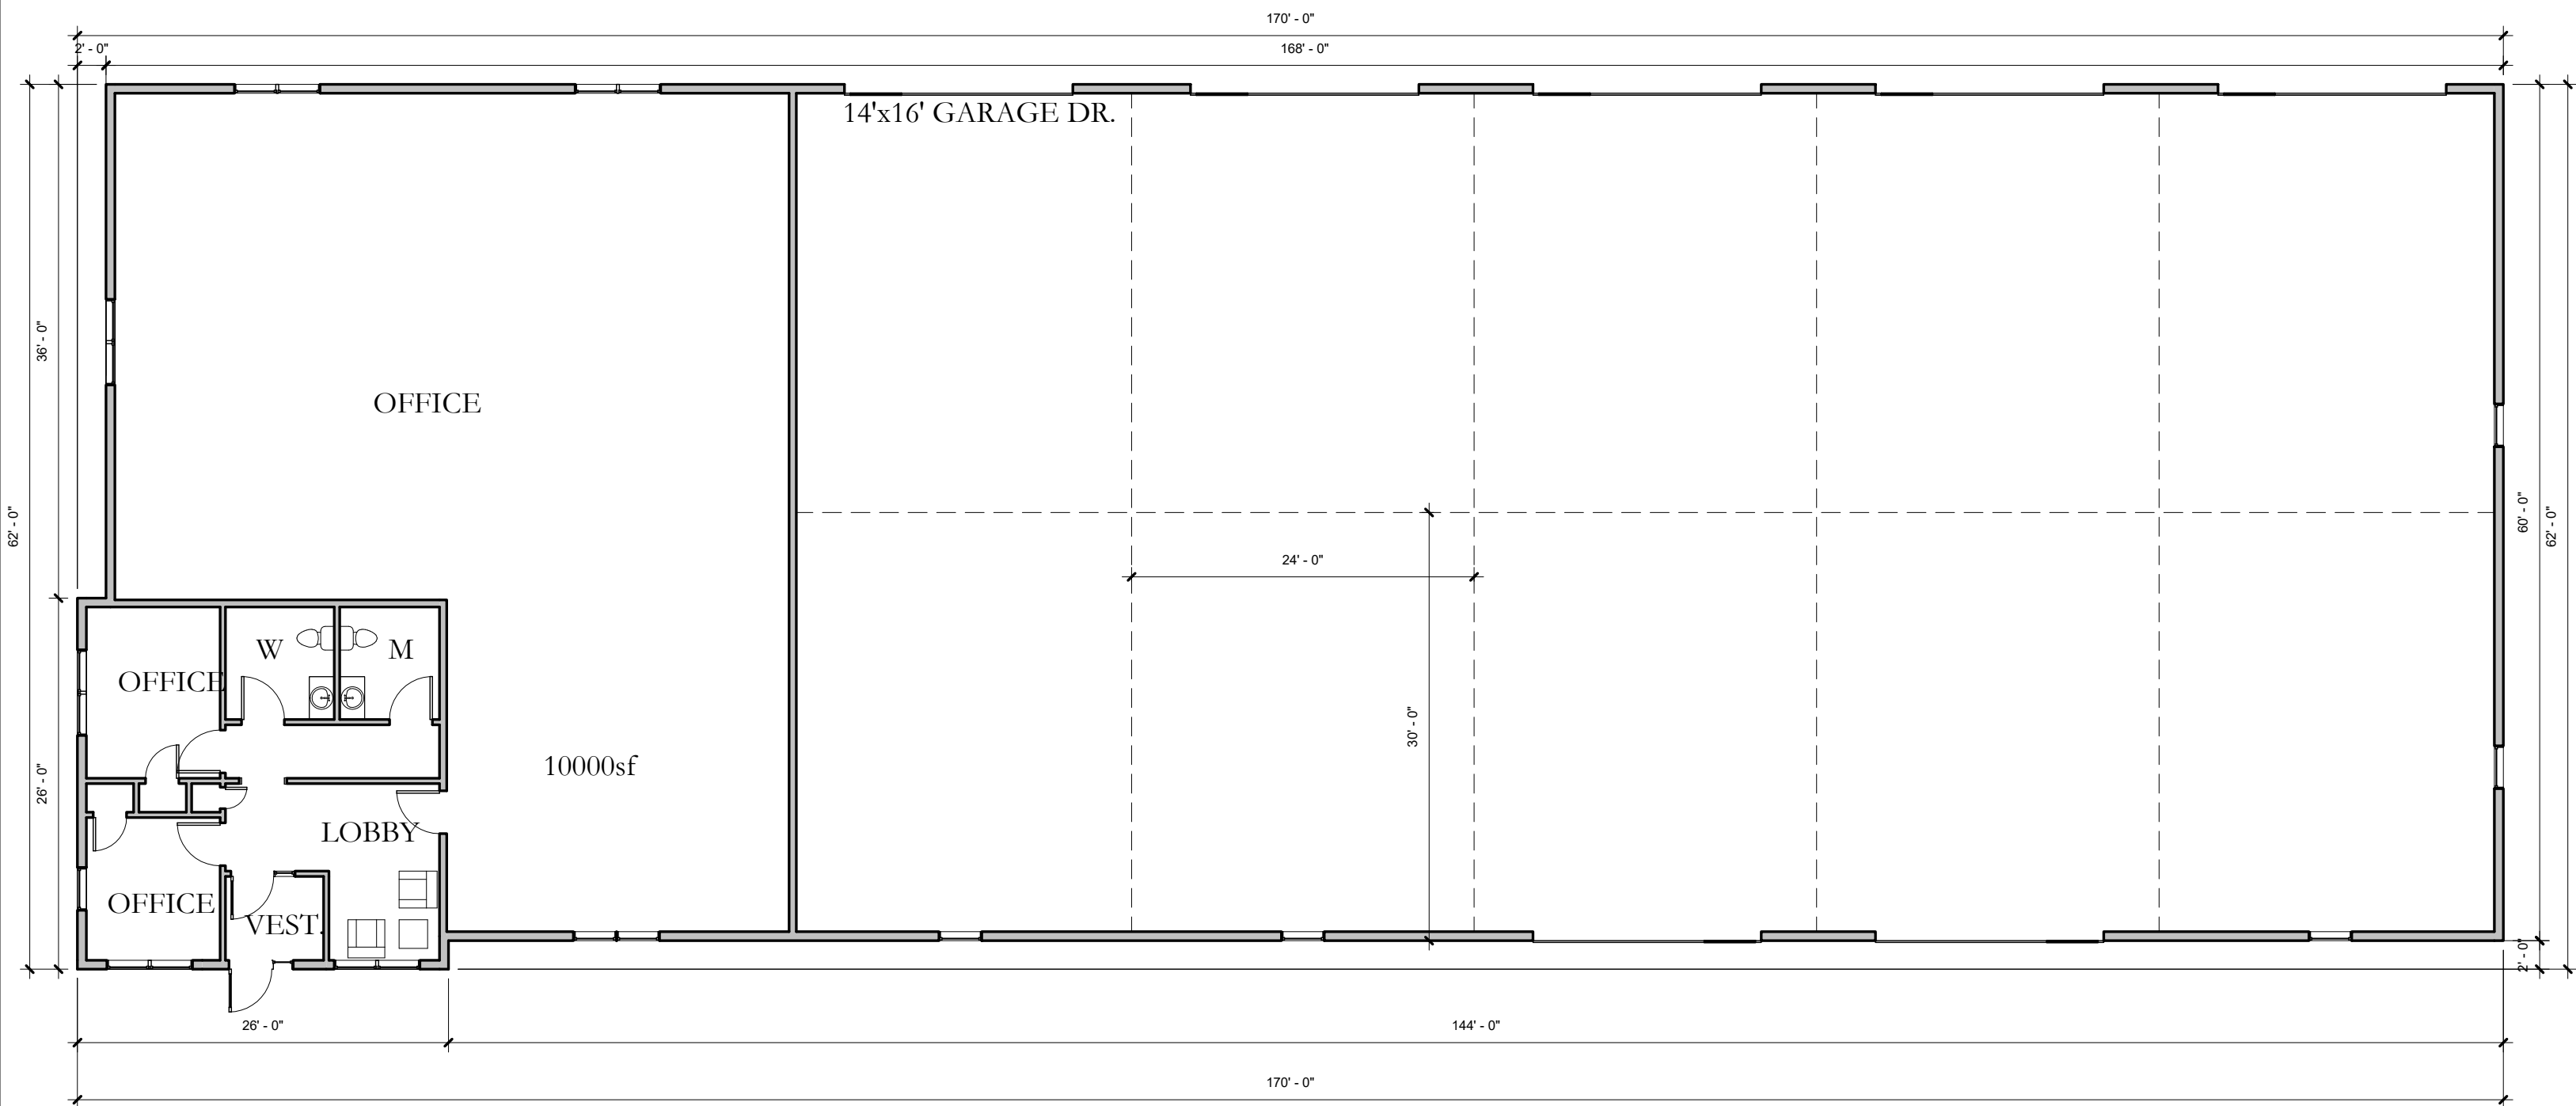 170' - 0"
2' - 0"
168' - 0"
14'x16' GARAGE DR.
36' - 0"
OFFICE
62' - 0"
60' - 0"
62' - 0"
24' - 0"
W
M
OFFICE
30' - 0"
26' - 0"
10000sf
LOBBY
OFFICE
VEST.
2' - 0"
26' - 0"
144' - 0"
170' - 0"